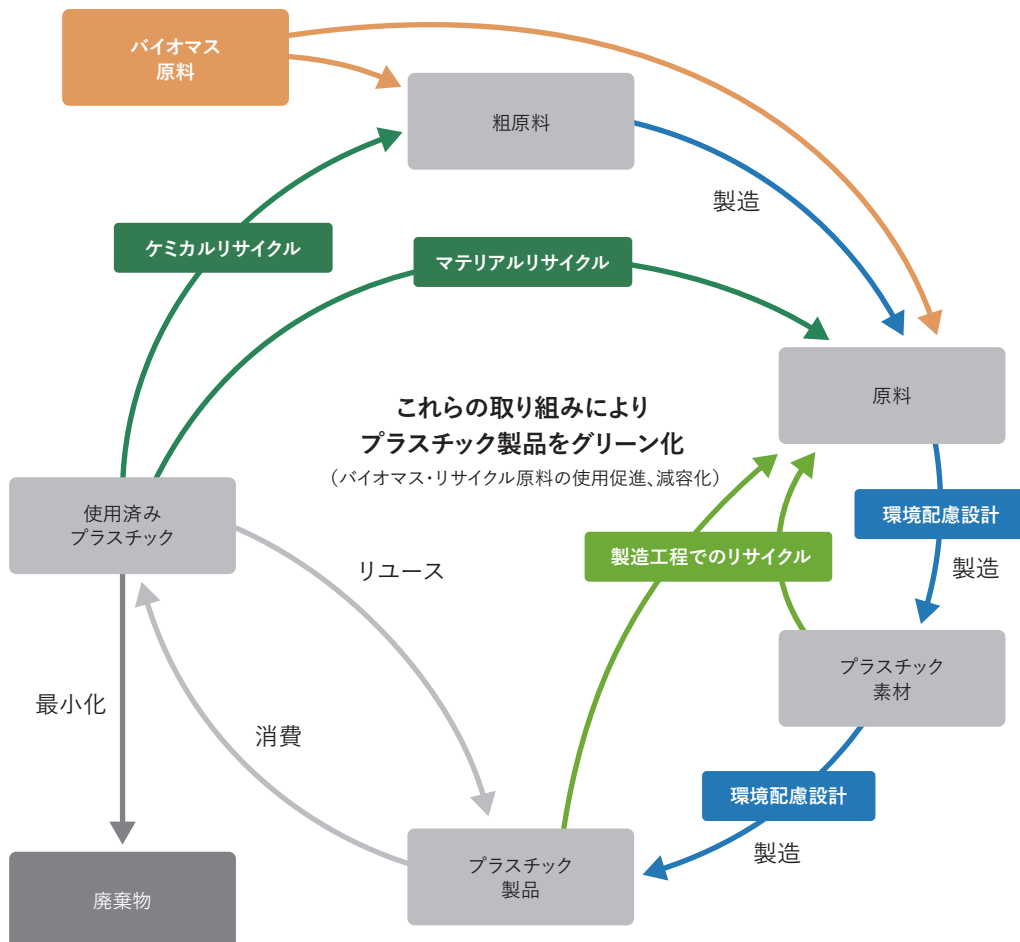 バイオマス
原料
粗原料
製造
ケミカルリサイクル
マテリアルリサイクル
原料
これらの取り組みにより
プラスチック製品をグリーン化
（バイオマス・リサイクル原料の使用促進、減容化）
使用済み
プラスチック
環境配慮設計
製造工程でのリサイクル
リユース
製造
プラスチック
素材
最小化
消費
環境配慮設計
製造
プラスチック
製品
廃棄物